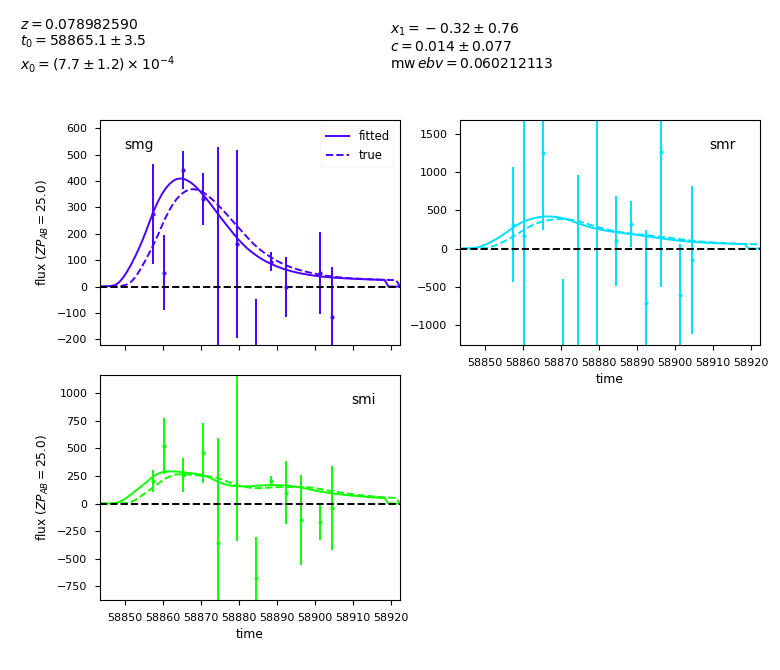 z = 0.078982590
t₀ = 58865.1 ± 3.5
x₀ = (7.7 ± 1.2) × 10⁻⁴
x₁ = −0.32 ± 0.76
c = 0.014 ± 0.077
mw ebv = 0.060212113
smg
fitted
true
flux (ZP_AB = 25.0)
600
500
400
300
200
100
0
−100
−200
smr
1500
1000
500
0
−500
−1000
58850 58860 58870 58880 58890 58900 58910 58920
time
smi
flux (ZP_AB = 25.0)
1000
750
500
250
0
−250
−500
−750
58850 58860 58870 58880 58890 58900 58910 58920
time